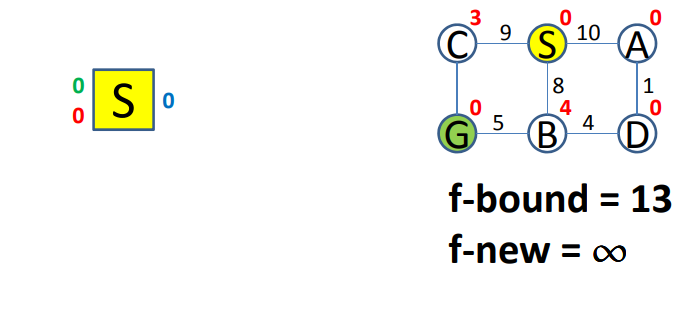 3 0 0
C 9 S 10 A
0 S 0
0
8 1
0 4 0
G 5 B 4 D
f-bound = 13
f-new = ∞